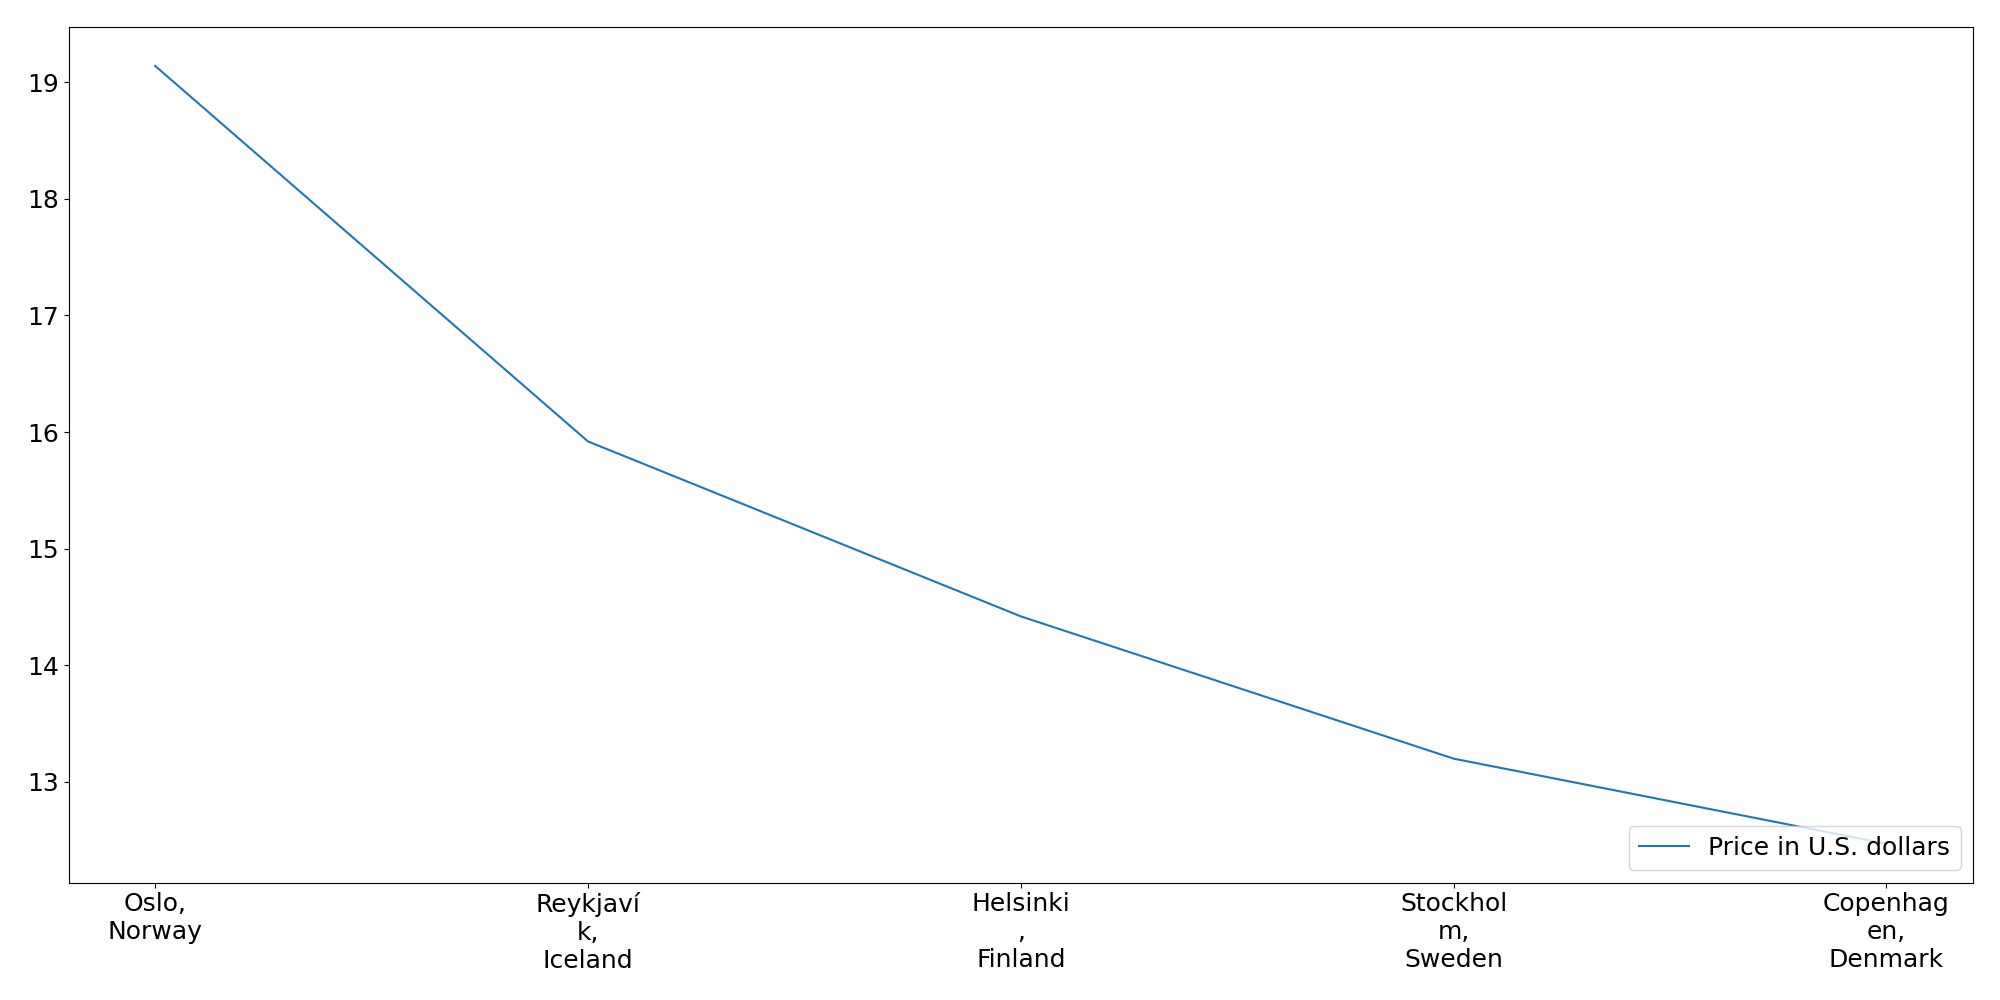 19
18
17
16
15
14
13
Price in U.S. dollars
Oslo,
Norway
Reykjaví
k,
Iceland
Helsinki
,
Finland
Stockhol
m,
Sweden
Copenhag
en,
Denmark